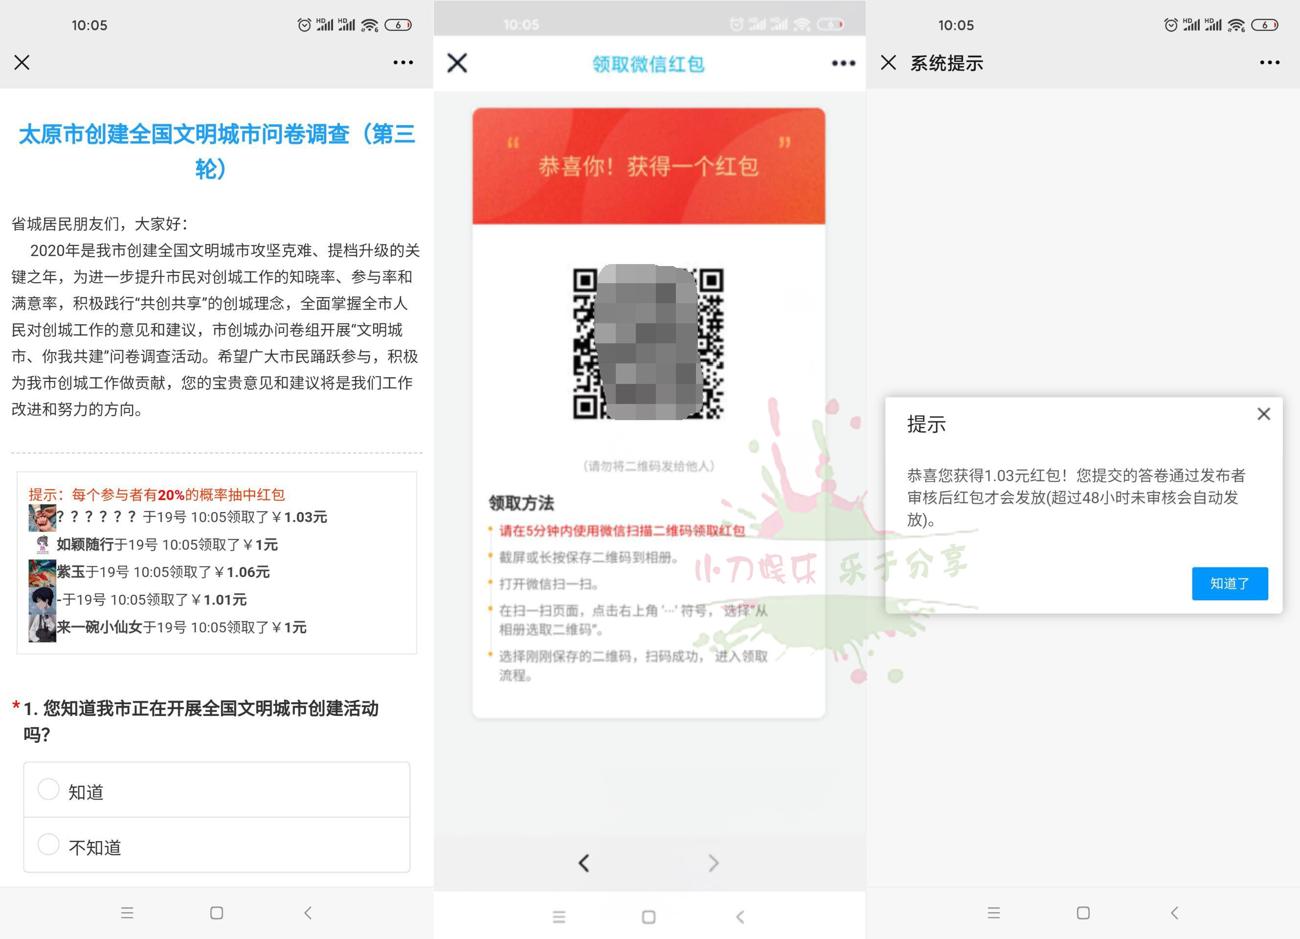 10:05
HD HD 6
太原市创建全国文明城市问卷调查（第三
轮）
省城居民朋友们，大家好：
2020年是我市创建全国文明城市攻坚克难、提档升级的关
键之年，为进一步提升市民对创城工作的知晓率、参与率和
满意率，积极践行“共创共享”的创城理念，全面掌握全市人
民对创城工作的意见和建议，市创城办问卷组开展“文明城
市、你我共建”问卷调查活动。希望广大市民踊跃参与，积极
为我市创城工作做贡献，您的宝贵意见和建议将是我们工作
改进和努力的方向。
提示：每个参与者有20%的概率抽中红包
？？？？？？于19号 10:05领取了￥1.03元
如颖随行于19号 10:05领取了￥1元
紫玉于19号 10:05领取了￥1.06元
-于19号 10:05领取了￥1.01元
来一碗小仙女于19号 10:05领取了￥1元
*1. 您知道我市正在开展全国文明城市创建活动
吗？
知道
不知道
10:05
6
领取微信红包
“恭喜你！获得一个红包”
（请勿将二维码发给他人）
领取方法
请在5分钟内使用微信扫描二维码领取红包
截屏或长按保存二维码到相册。
打开微信扫一扫。
在扫一扫页面，点击右上角‘···’符号，选择“从
相册选取二维码”。
选择刚刚保存的二维码，扫码成功，进入领取
流程。
小刀娱乐 乐于分享
10:05
HD HD 6
系统提示
提示
恭喜您获得1.03元红包！您提交的答卷通过发布者
审核后红包才会发放(超过48小时未审核会自动发
放)。
知道了